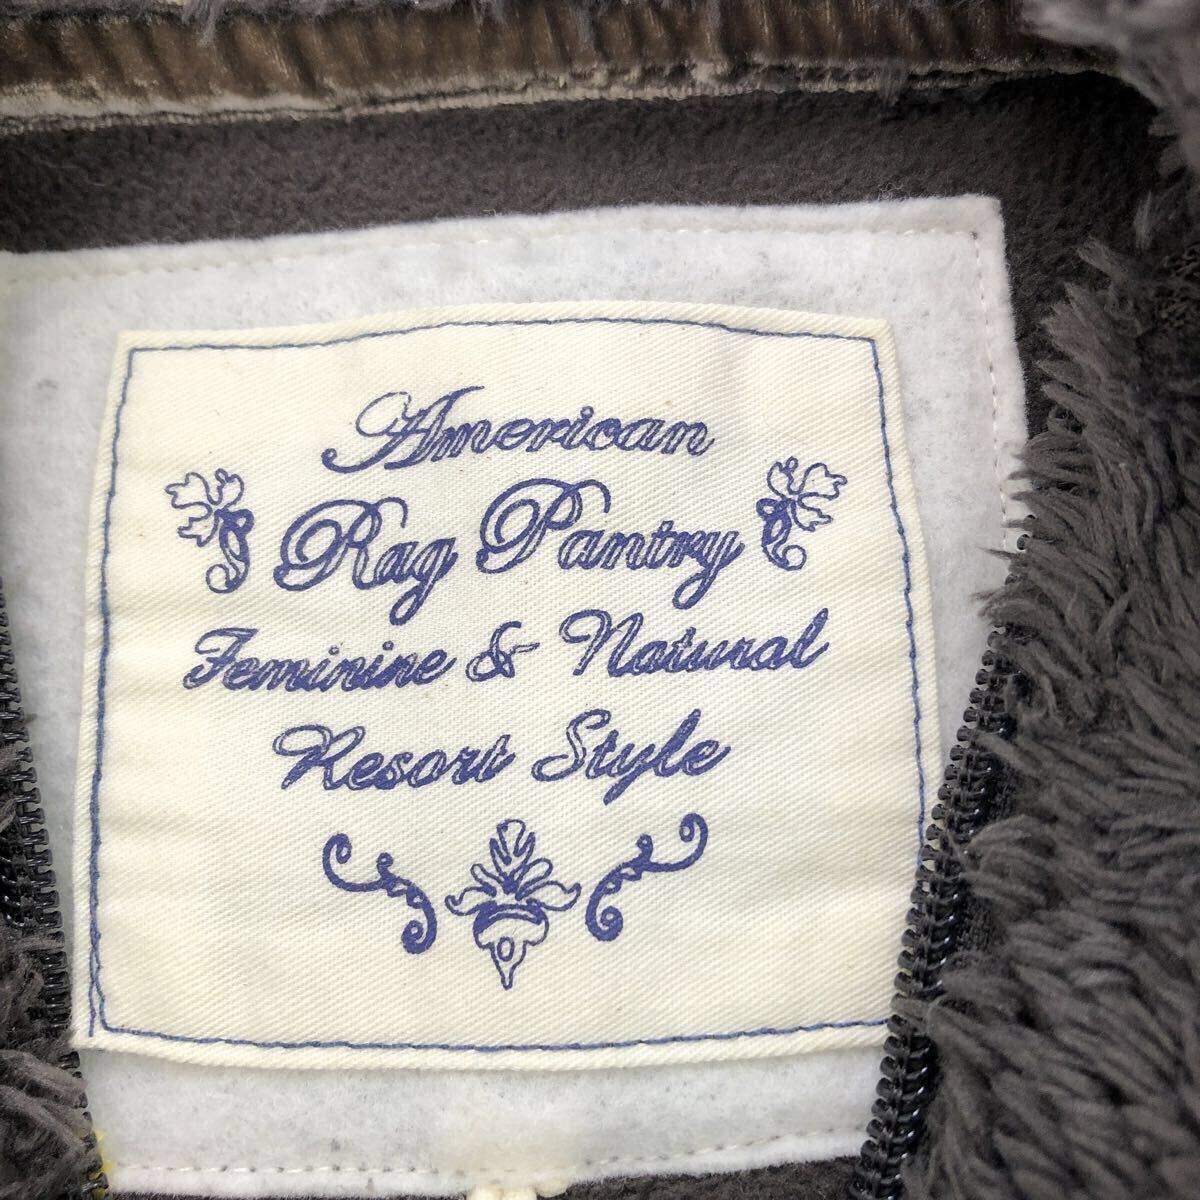 American
Rag Pantry
Feminine & Natural
Resort Style